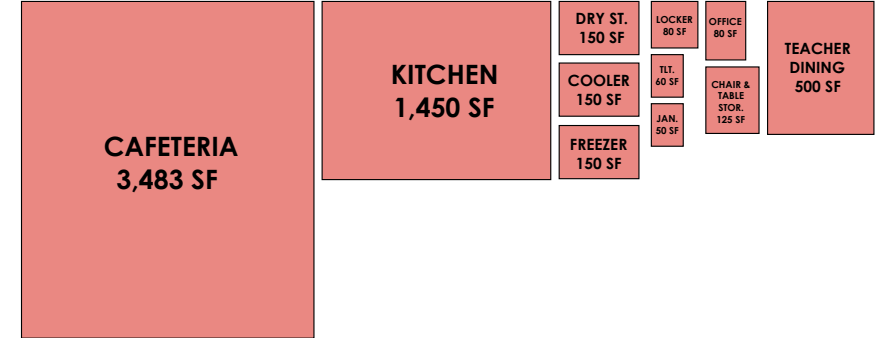 CAFETERIA
3,483 SF
KITCHEN
1,450 SF
DRY ST.
150 SF
COOLER
150 SF
FREEZER
150 SF
LOCKER
80 SF
TLT.
60 SF
JAN.
50 SF
OFFICE
80 SF
CHAIR &
TABLE
STOR.
125 SF
TEACHER
DINING
500 SF